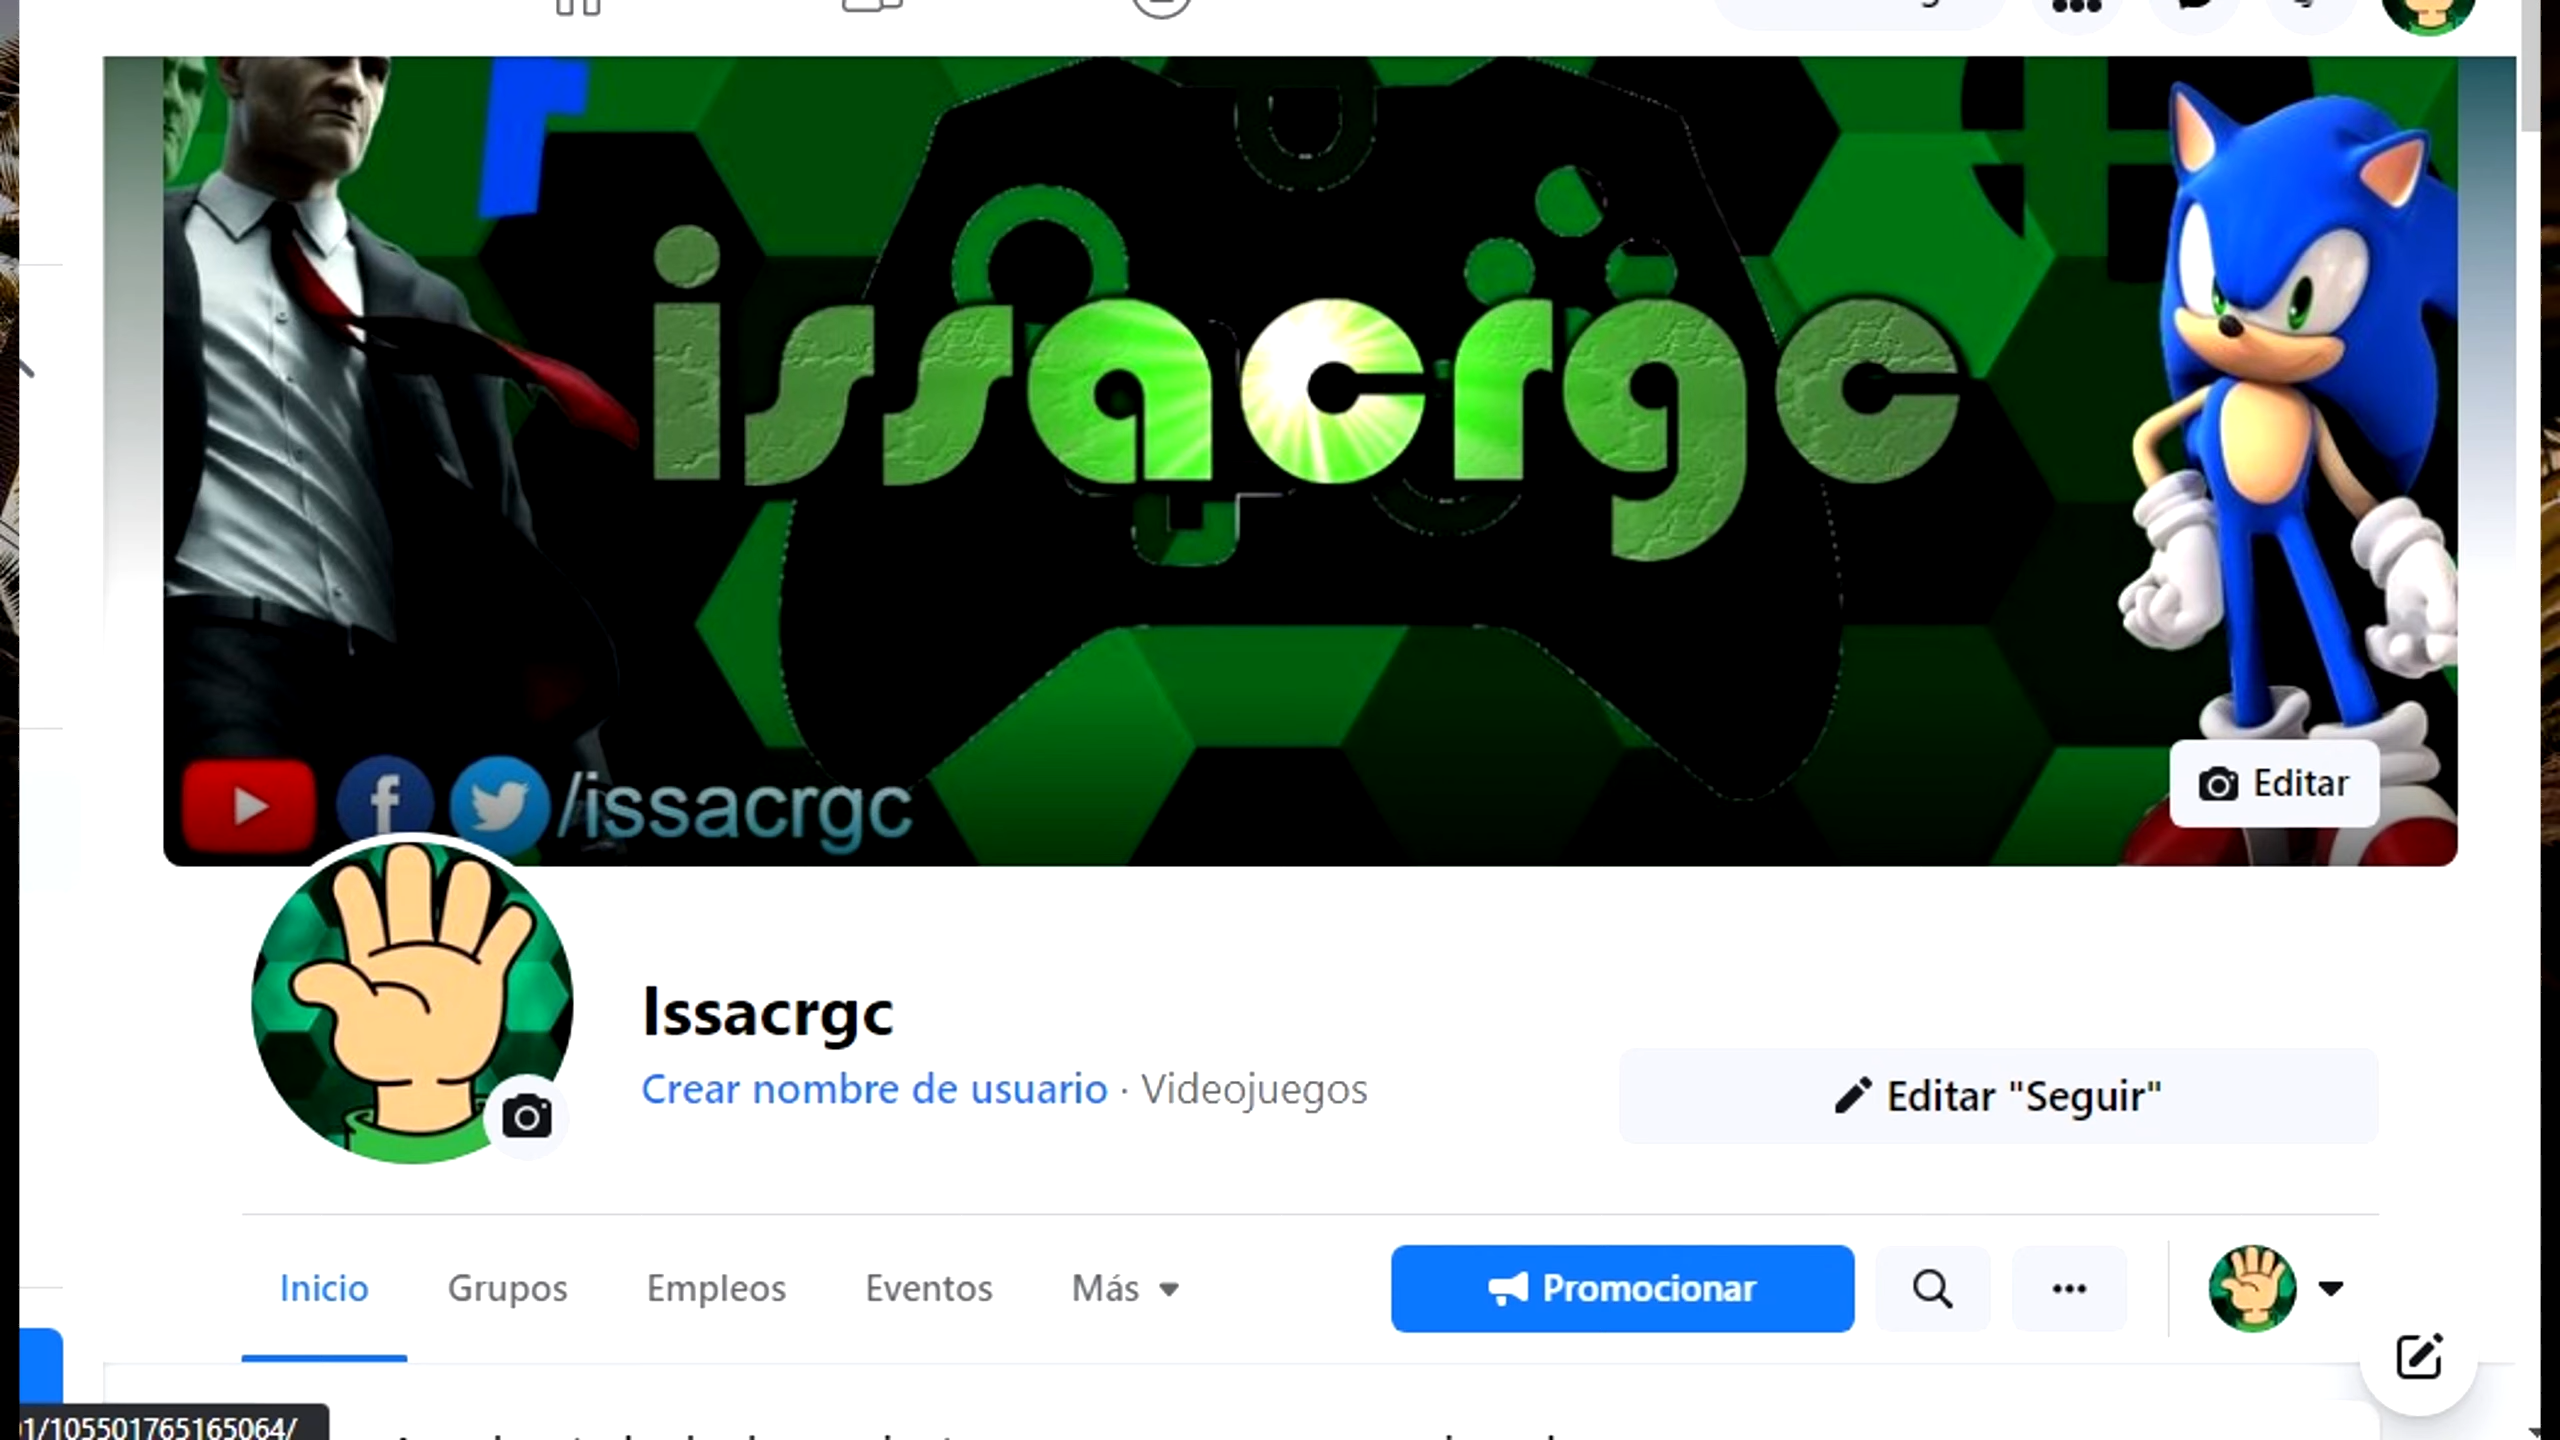 issacrgc
/issacrgc
Editar
Issacrgc
Crear nombre de usuario · Videojuegos
Editar "Seguir"
Inicio Grupos Empleos Eventos Más Promocionar
1/105501765165064/